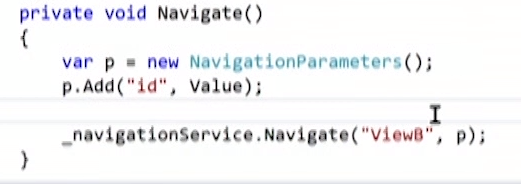 private void Navigate()
{
var p = new NavigationParameters();
p.Add("id", Value);
_navigationService.Navigate("ViewB", p);
}